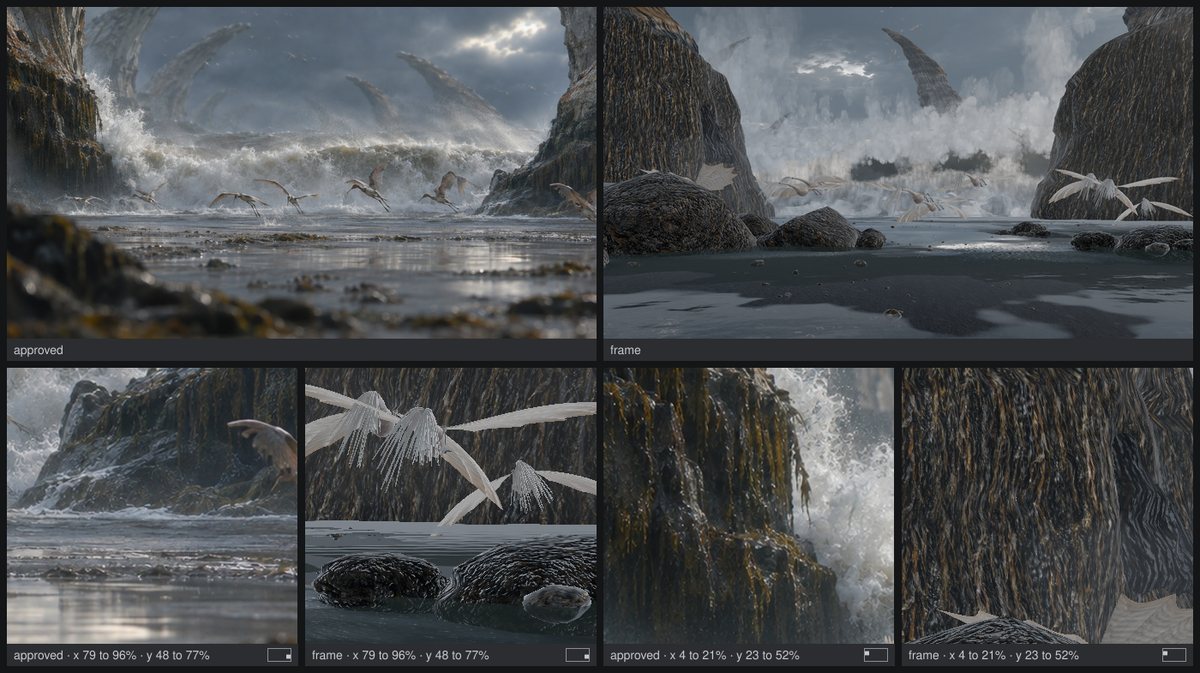 approved
frame
approved · x 79 to 96% · y 48 to 77%
frame · x 79 to 96% · y 48 to 77%
approved · x 4 to 21% · y 23 to 52%
frame · x 4 to 21% · y 23 to 52%